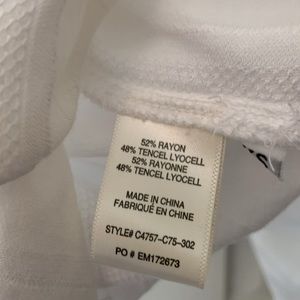 52% RAYON
48% TENCEL LYOCELL
52% RAYONNE
48% TENCEL LYOCELL
MADE IN CHINA
FABRIQUÉ EN CHINE
STYLE# C4757-C75-302
PO # EM172673